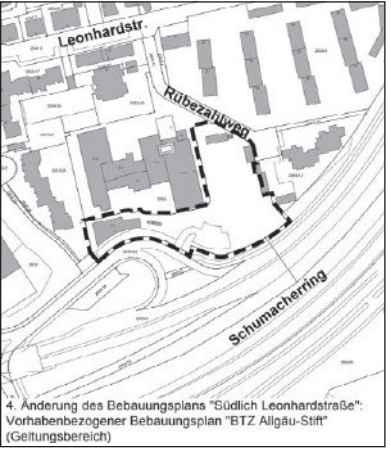 Leonhardstr.
Rübezahlweg
Schumacherring
4. Änderung des Bebauungsplans "Südlich Leonhardstraße":
Vorhabenbezogener Bebauungsplan "BTZ Allgäu-Stift"
(Geltungsbereich)